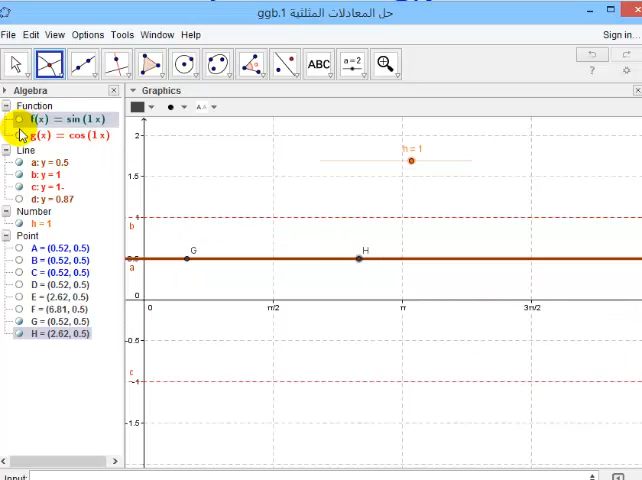 حل المعادلات المثلثية 1.ggb
File Edit View Options Tools Window Help
Sign in...
ABC
a = 2
?
Algebra
Graphics
Function
f(x) = sin (1 x)
g(x) = cos (1 x)
Line
a: y = 0.5
b: y = 1
c: y = 1-
d: y = 0.87
Number
h = 1
Point
A = (0.52, 0.5)
B = (0.52, 0.5)
C = (0.52, 0.5)
D = (0.52, 0.5)
E = (2.62, 0.5)
F = (6.81, 0.5)
G = (0.52, 0.5)
H = (2.62, 0.5)
AA
2
h = 1
1.5
1
b
G
H
0.5
a
0
0
π/2
π
3π/2
-0.5
c
-1
-1.5
Input: